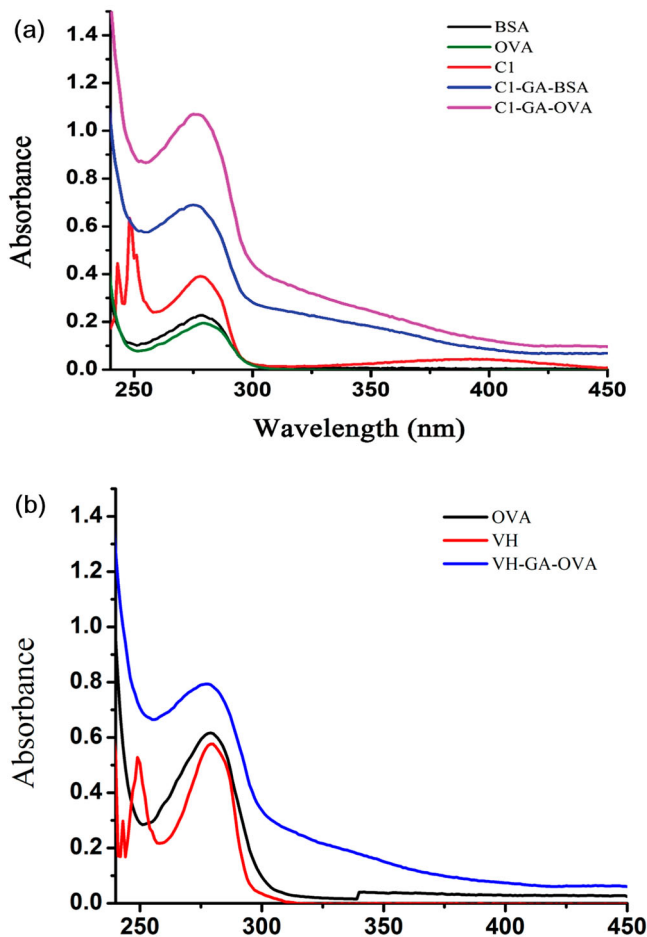 (a)
BSA
OVA
C1
C1-GA-BSA
C1-GA-OVA
1.4
1.2
1.0
0.8
0.6
0.4
0.2
0.0
Absorbance
250 300 350 400 450
Wavelength (nm)
(b)
OVA
VH
VH-GA-OVA
1.4
1.2
1.0
0.8
0.6
0.4
0.2
0.0
Absorbance
250 300 350 400 450